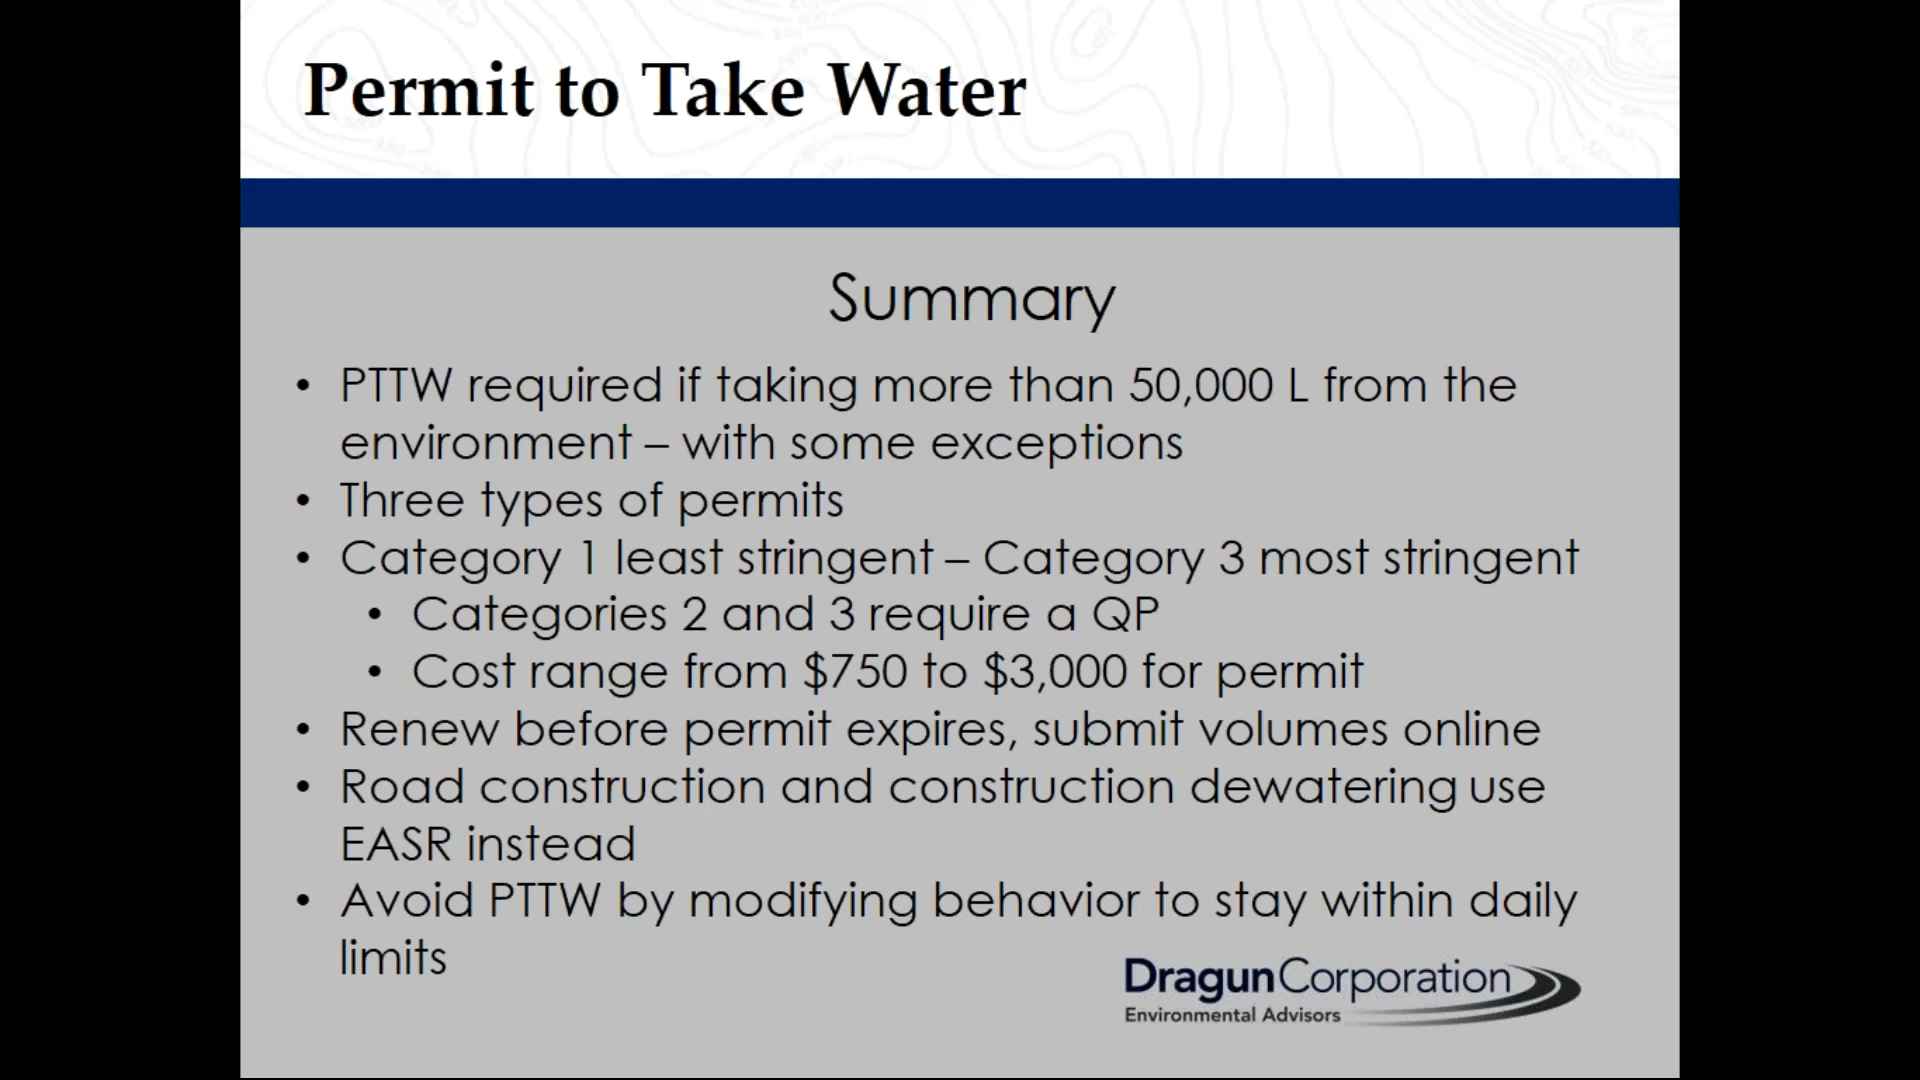 Permit to Take Water
Summary
• PTTW required if taking more than 50,000 L from the
environment – with some exceptions
• Three types of permits
• Category 1 least stringent – Category 3 most stringent
• Categories 2 and 3 require a QP
• Cost range from $750 to $3,000 for permit
• Renew before permit expires, submit volumes online
• Road construction and construction dewatering use
EASR instead
• Avoid PTTW by modifying behavior to stay within daily
limits
DragunCorporation
Environmental Advisors